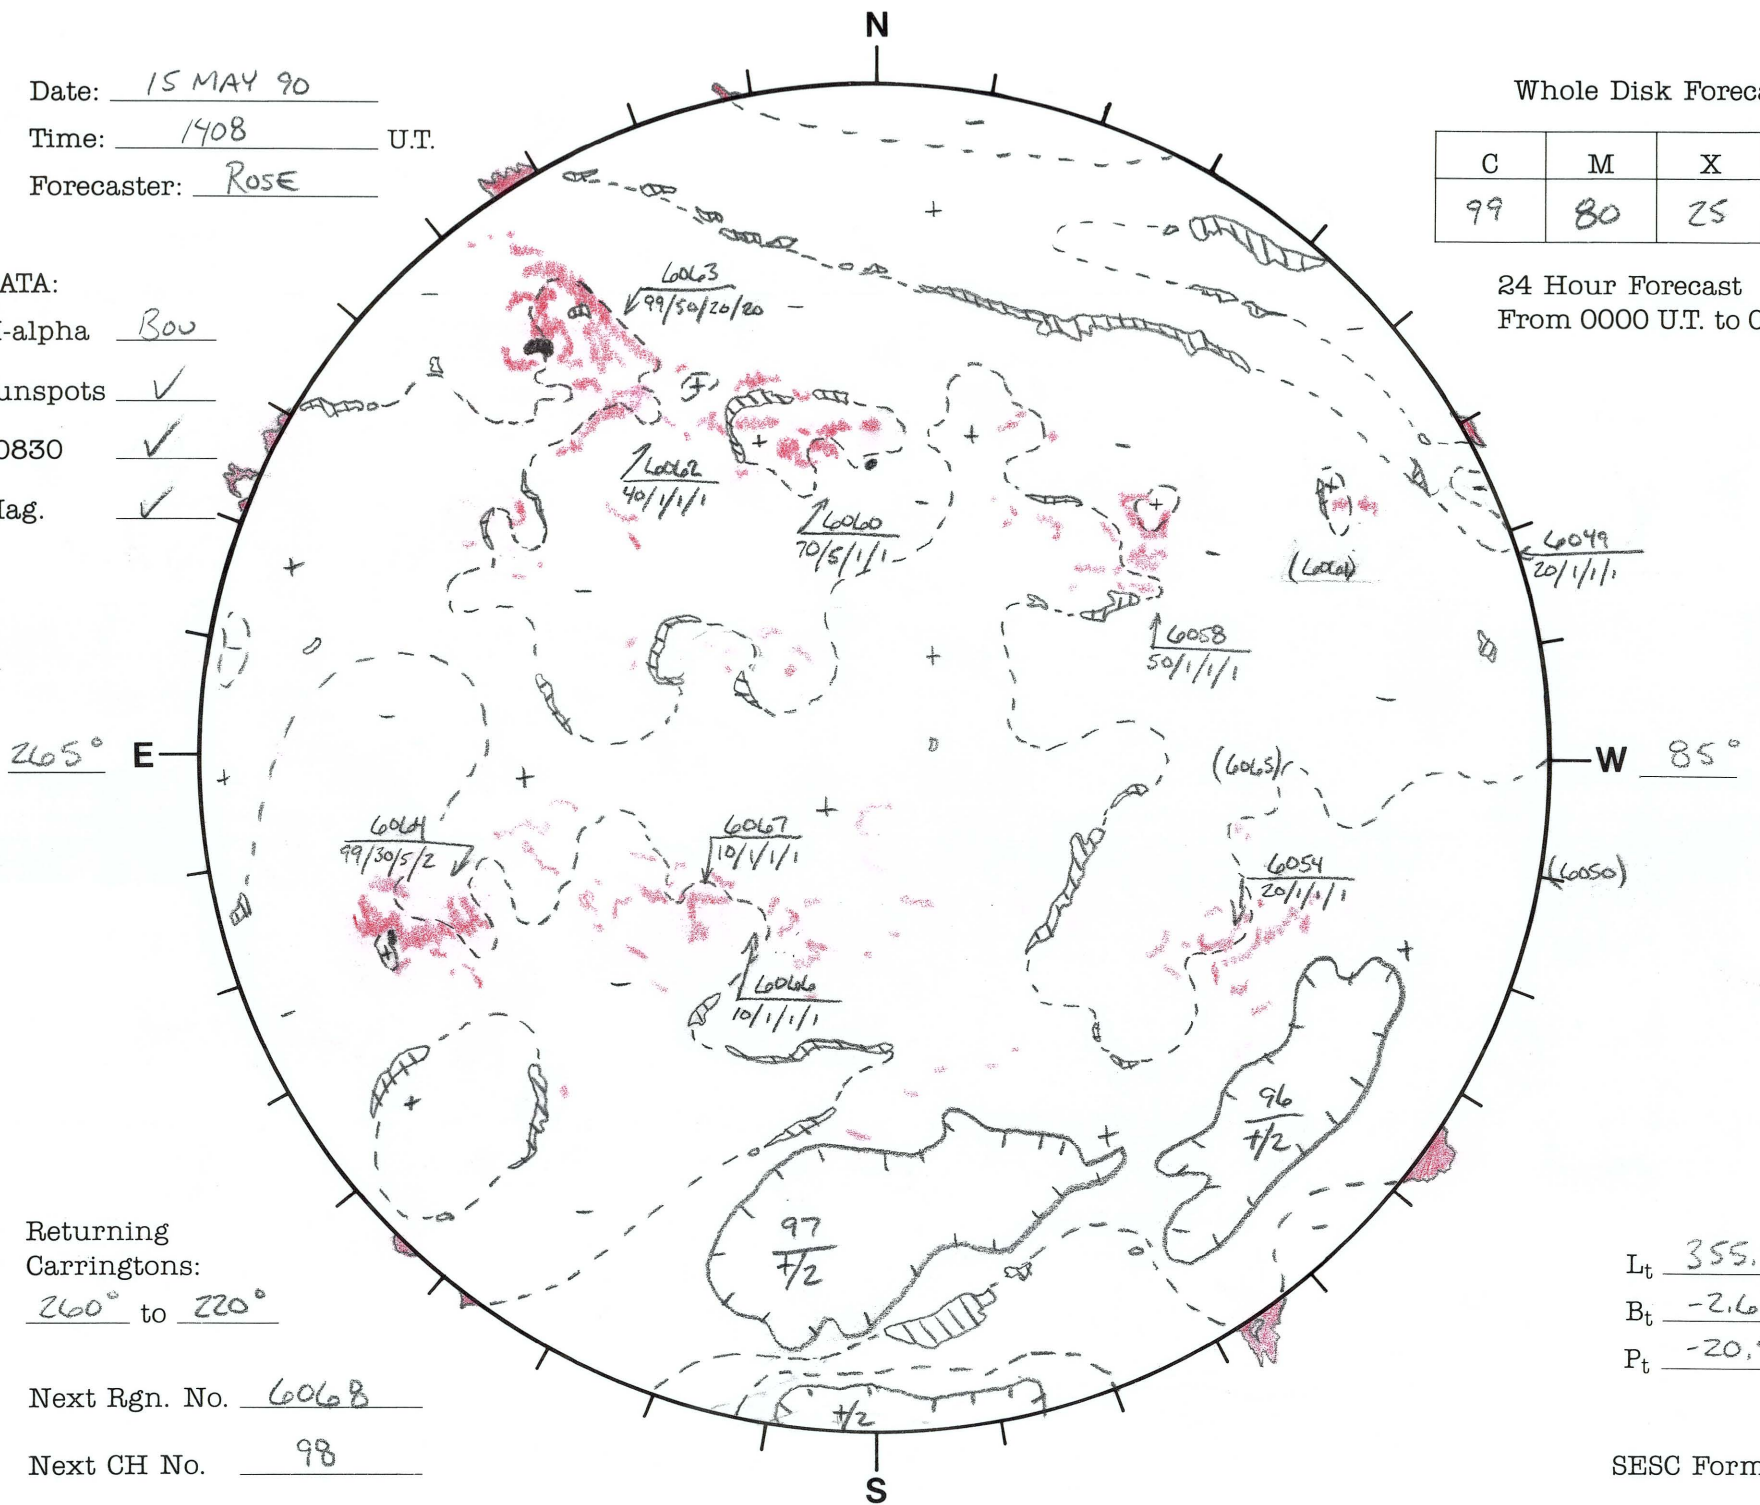 N
Date: 15 MAY 90
Time: 1408 U.T.
Forecaster: ROSE
Whole Disk Foreca
C M X
99 80 25
24 Hour Forecast
From 0000 U.T. to 0
ATA:
I-alpha BOU
unspots ✓
0830 ✓
Mag. ✓
6063
99/50/20/20
6062
40/1/1/1
6060
70/5/1/1
(6061)
6049
20/1/1/1
6058
50/1/1/1
265° E
W 85°
(6065)
6064
99/30/5/2
6067
10/1/1/1
6054
20/1/1/1
(6050)
6066
10/1/1/1
96
+/2
97
+/2
+/2
Returning
Carringtons:
260° to 220°
Next Rgn. No. 6068
Next CH No. 98
Lt 355.
Bt -2.6
Pt -20.
S
SESC Form